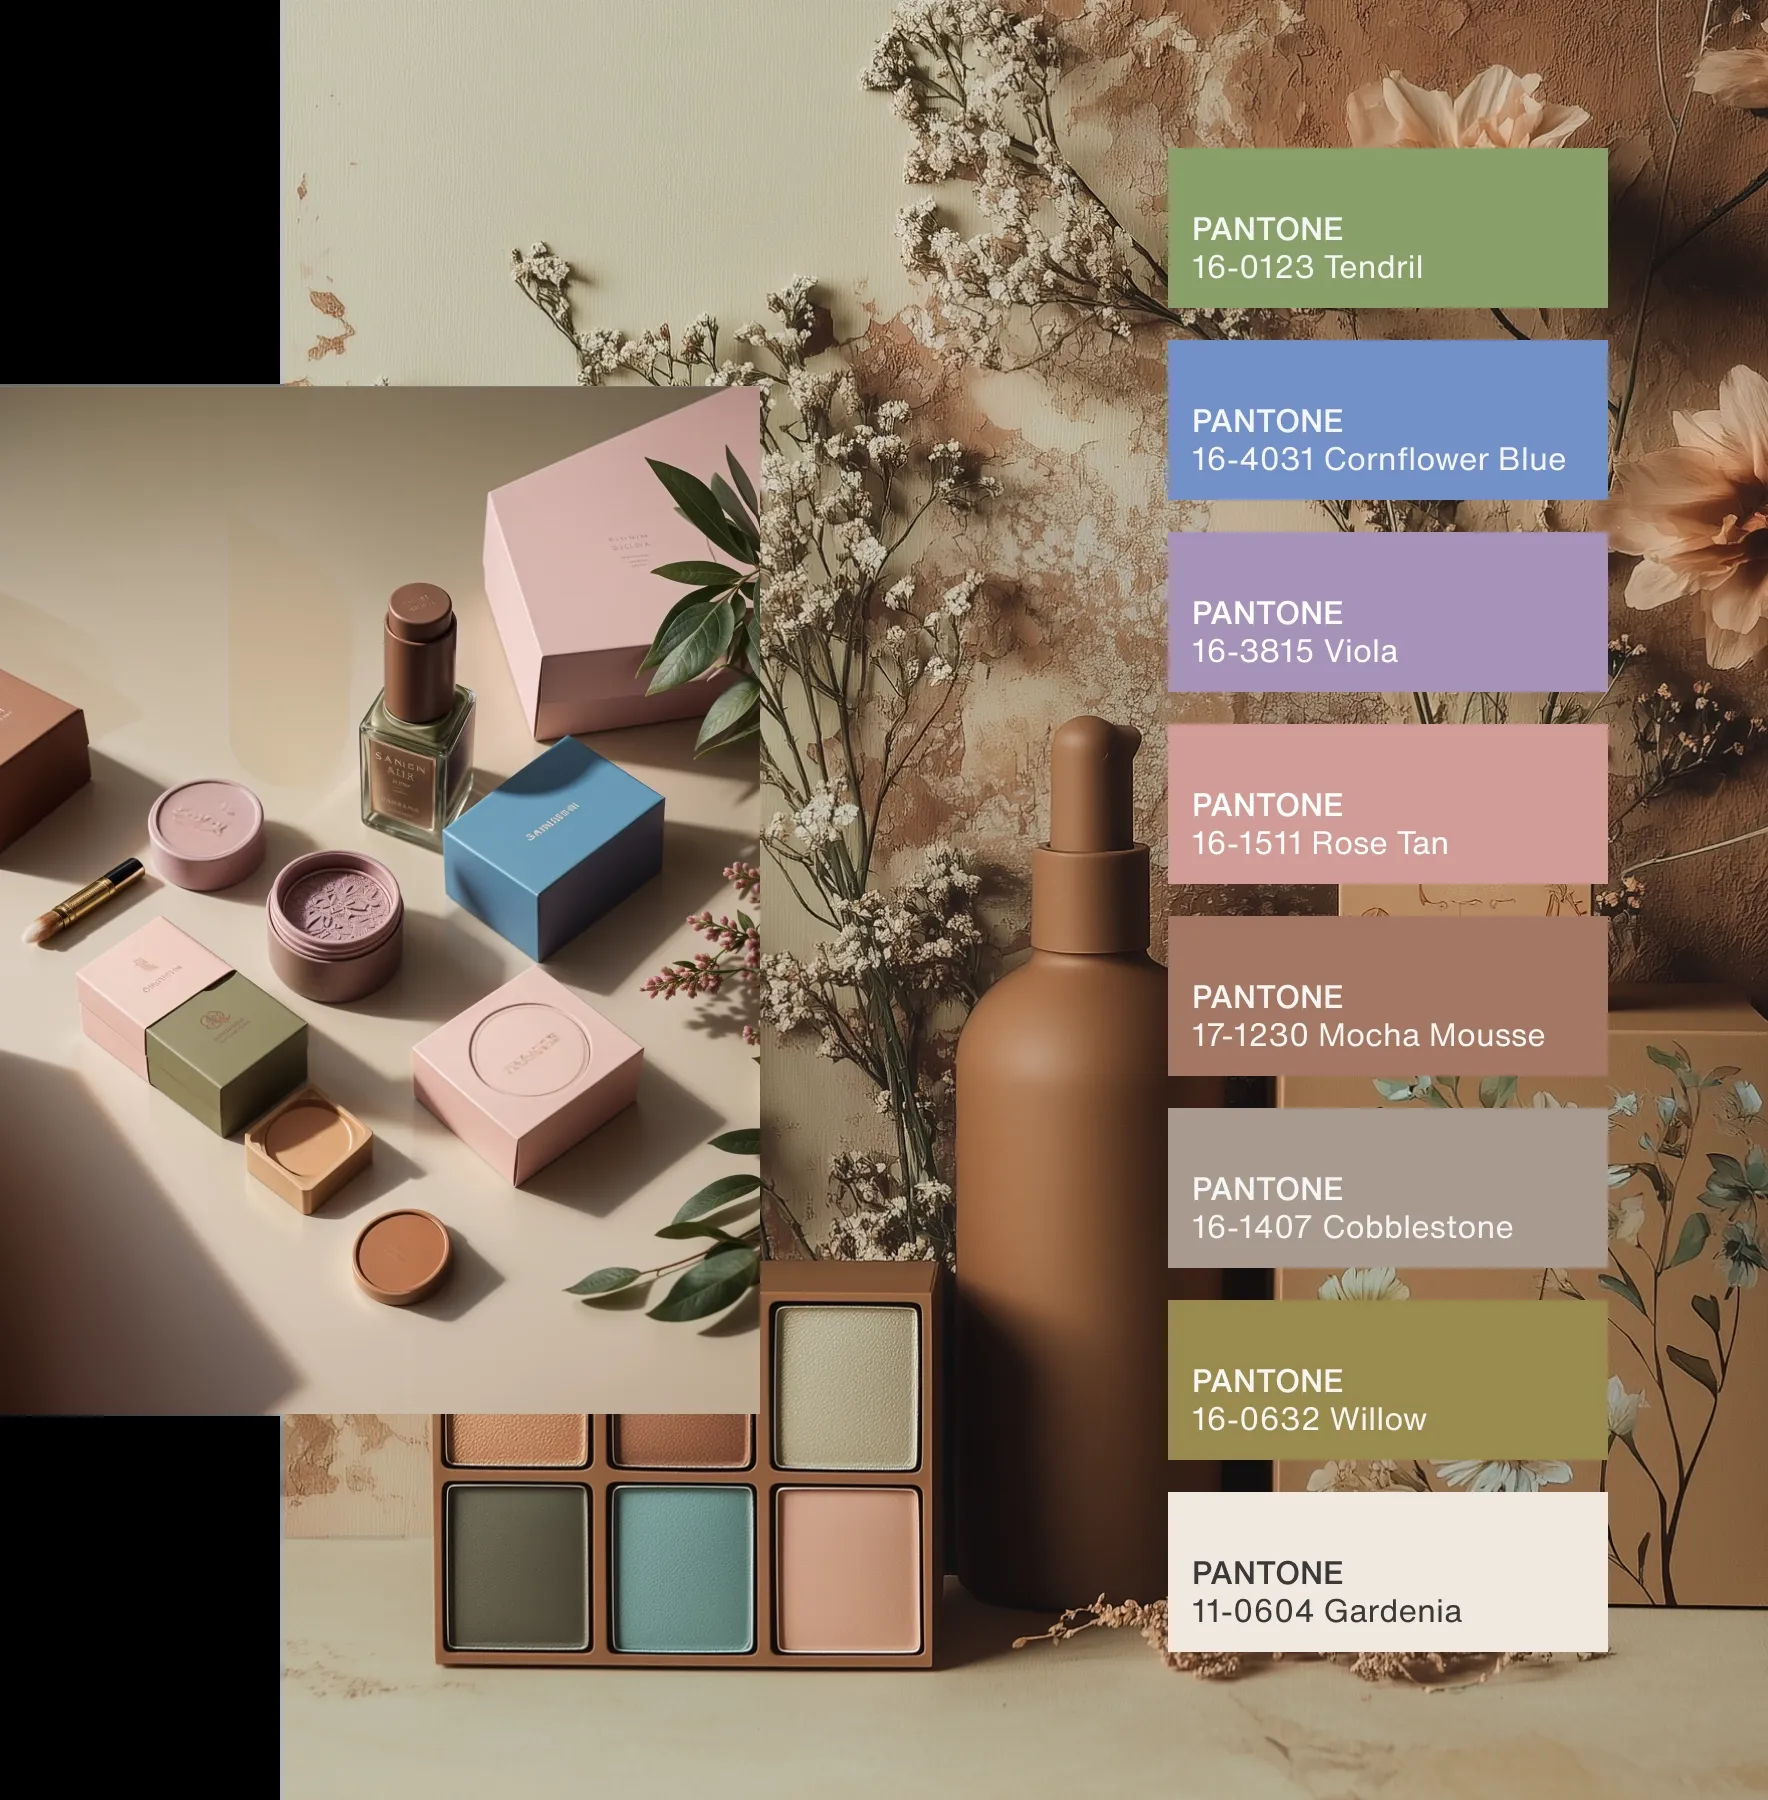 PANTONE
16-0123 Tendril
PANTONE
16-4031 Cornflower Blue
PANTONE
16-3815 Viola
PANTONE
16-1511 Rose Tan
PANTONE
17-1230 Mocha Mousse
PANTONE
16-1407 Cobblestone
PANTONE
16-0632 Willow
PANTONE
11-0604 Gardenia